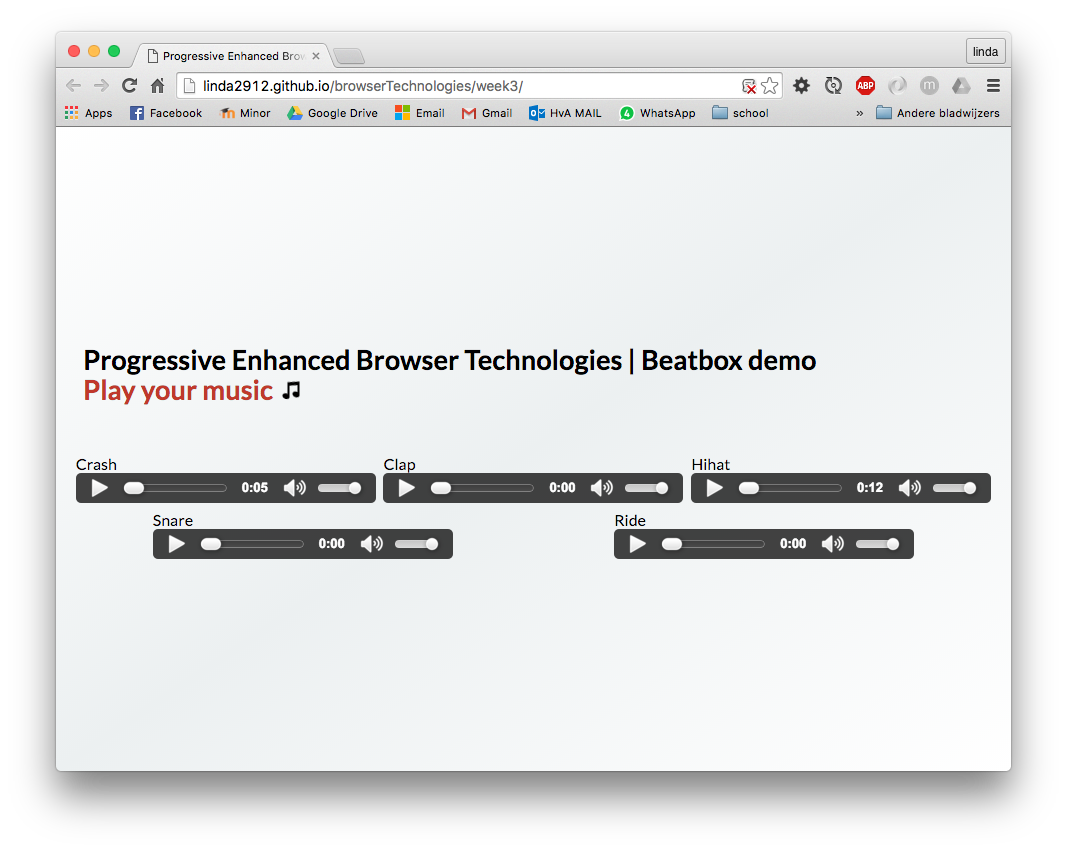 Progressive Enhanced Brow
linda
linda2912.github.io/browserTechnologies/week3/
ABP
m
Apps Facebook Minor Google Drive Email Gmail HvA MAIL 4 WhatsApp school » Andere bladwijzers
Progressive Enhanced Browser Technologies | Beatbox demo
Play your music
Crash Clap Hihat
0:05 0:00 0:12
Snare Ride
0:00 0:00